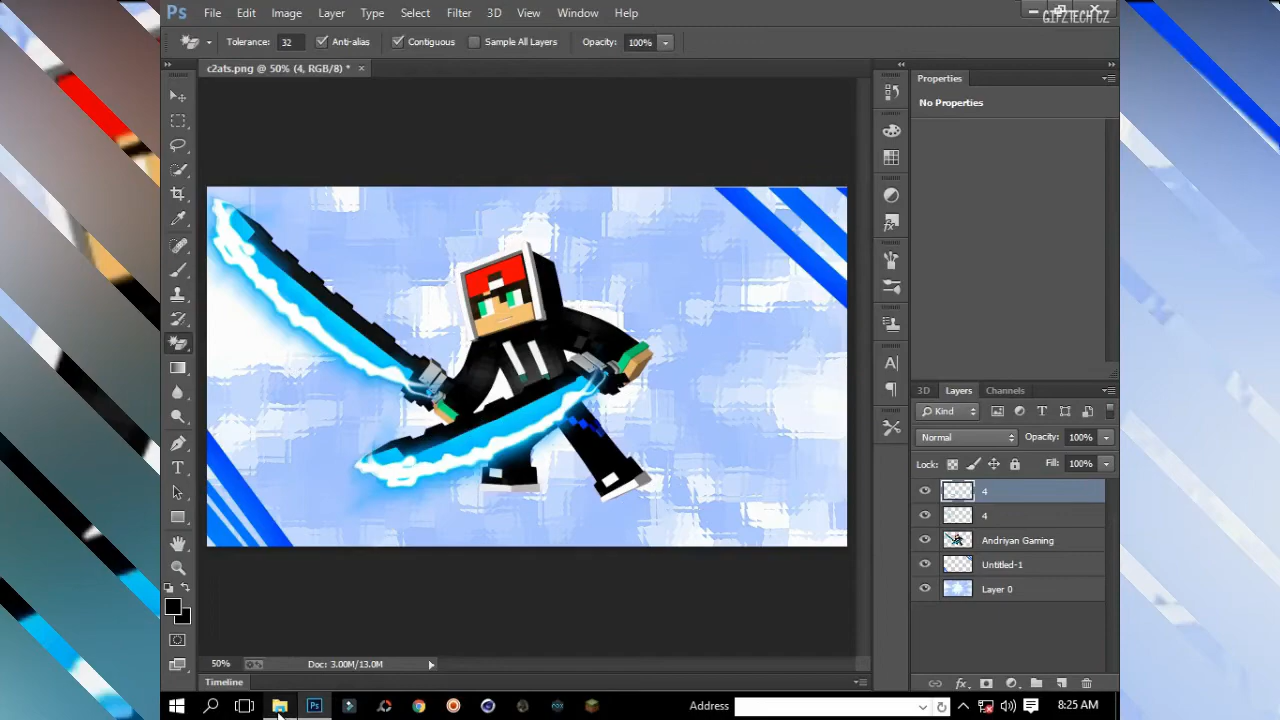 Ps File Edit Image Layer Type Select Filter 3D View Window Help
GIFZTECH CZ
Tolerance: 32 Anti-alias Contiguous Sample All Layers Opacity: 100%
c2ats.png @ 50% (4, RGB/8) * ×
Properties
No Properties
3D Layers Channels
Kind
Normal Opacity: 100%
Lock: Fill: 100%
4
4
Andriyan Gaming
Untitled-1
Layer 0
50% Doc: 3.00M/13.0M
Timeline
Address 8:25 AM